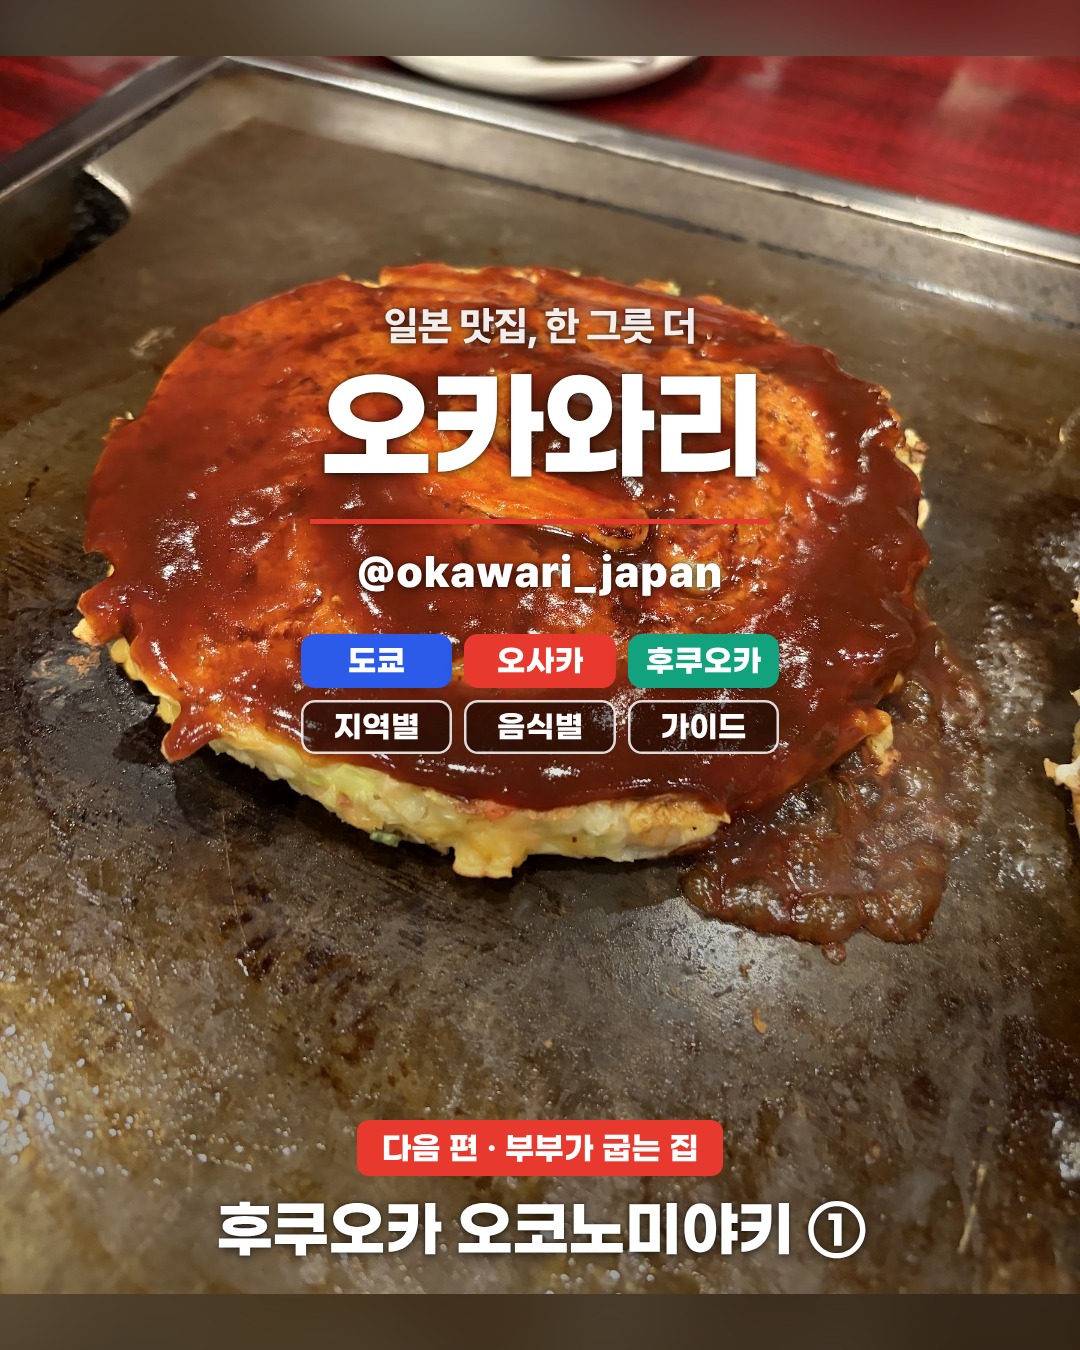 일본 맛집, 한 그릇 더
오카와리
@okawari_japan
도쿄 오사카 후쿠오카
지역별 음식별 가이드
다음 편 · 부부가 굽는 집
후쿠오카 오코노미야키 ①